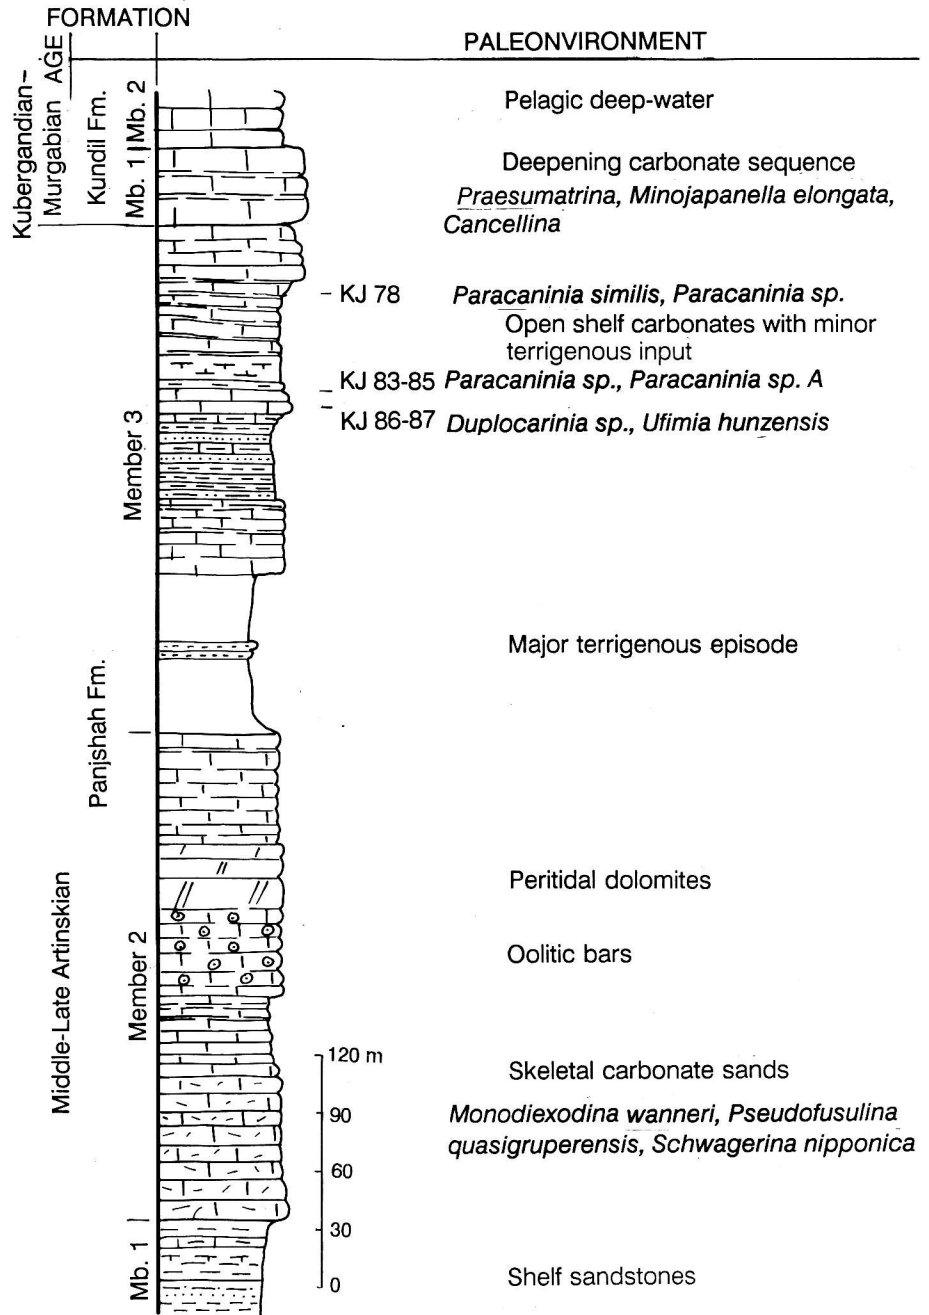 FORMATION
AGE
PALEONVIRONMENT
Kubergandian-
Murgabian
Kundil Fm.
Mb. 2
Mb. 1
Pelagic deep-water
Deepening carbonate sequence
Praesumatrina, Minojapanella elongata,
Cancellina
KJ 78 Paracaninia similis, Paracaninia sp.
Open shelf carbonates with minor
terrigenous input
KJ 83-85 Paracaninia sp., Paracaninia sp. A
KJ 86-87 Duplocarinia sp., Ufimia hunzensis
Member 3
Major terrigenous episode
Panjshah Fm.
Peritidal dolomites
Oolitic bars
Member 2
Middle-Late Artinskian
120 m
Skeletal carbonate sands
90
Monodiexodina wanneri, Pseudofusulina
quasigruperensis, Schwagerina nipponica
60
30
Mb. 1
0
Shelf sandstones